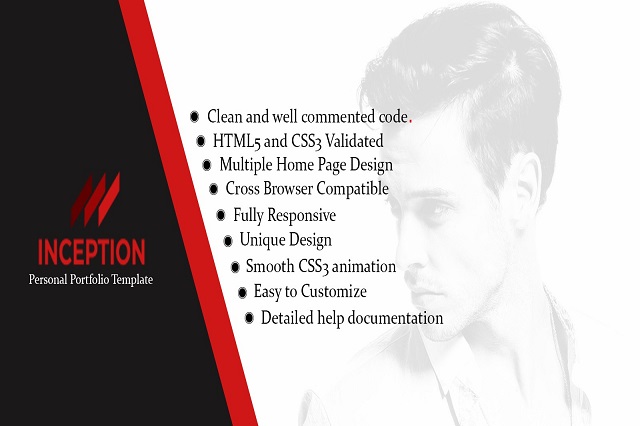 Clean and well commented code.
HTML5 and CSS3 Validated
Multiple Home Page Design
Cross Browser Compatible
Fully Responsive
Unique Design
Smooth CSS3 animation
Easy to Customize
Detailed help documentation
INCEPTION
Personal Portfolio Template